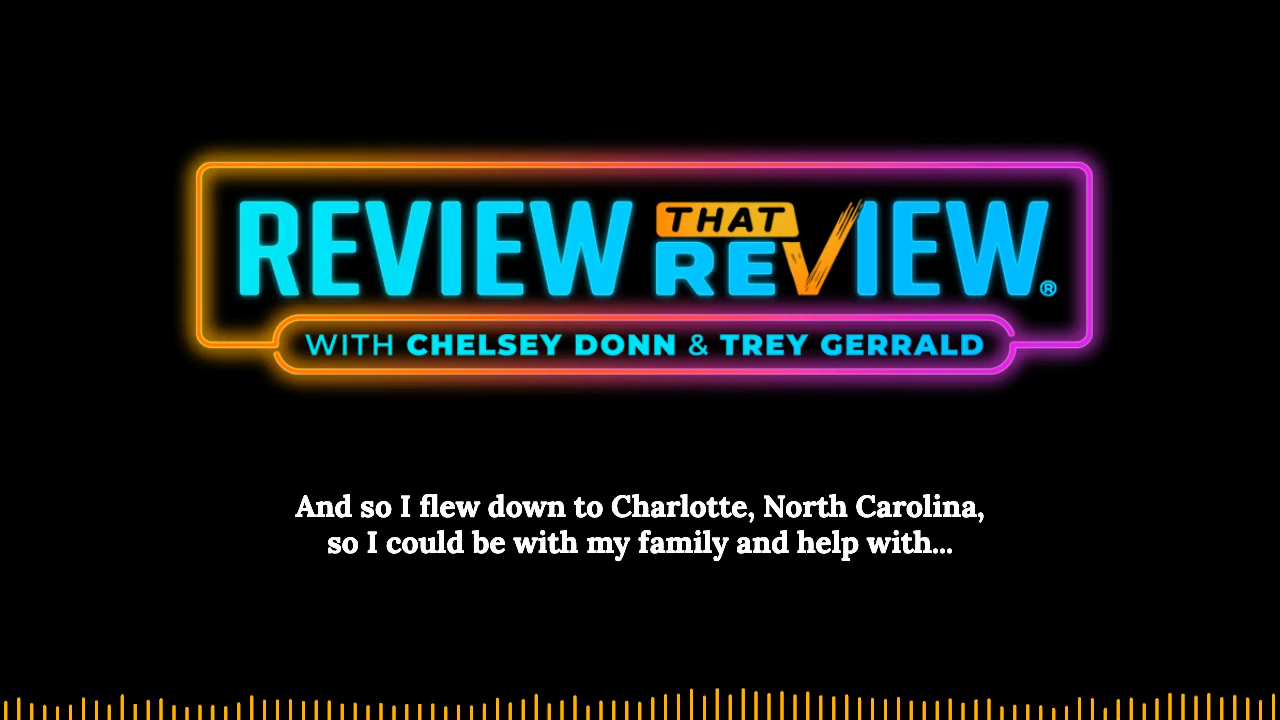 REVIEW THAT REVIEW®
WITH CHELSEY DONN & TREY GERRALD
And so I flew down to Charlotte, North Carolina,
so I could be with my family and help with...